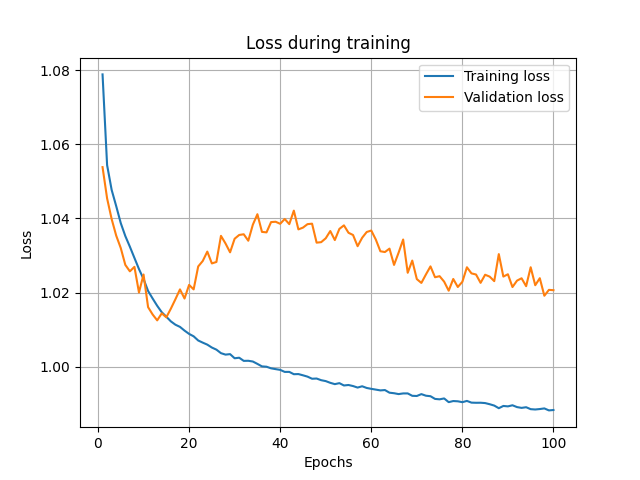 Loss during training
Training loss
Validation loss
1.08
1.06
1.04
1.02
1.00
Loss
0
20
40
60
80
100
Epochs